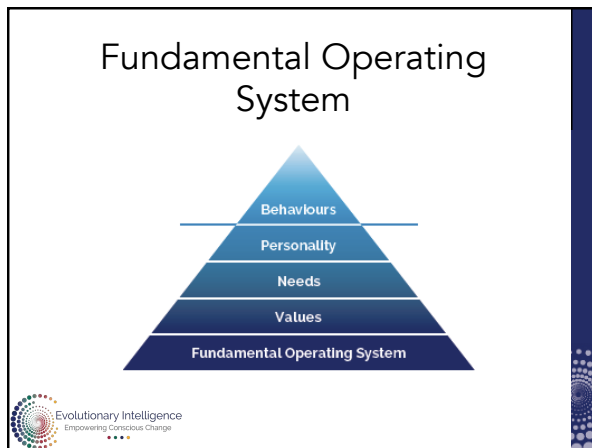 Fundamental Operating
System
Behaviours
Personality
Needs
Values
Fundamental Operating System
Evolutionary Intelligence
Empowering Conscious Change